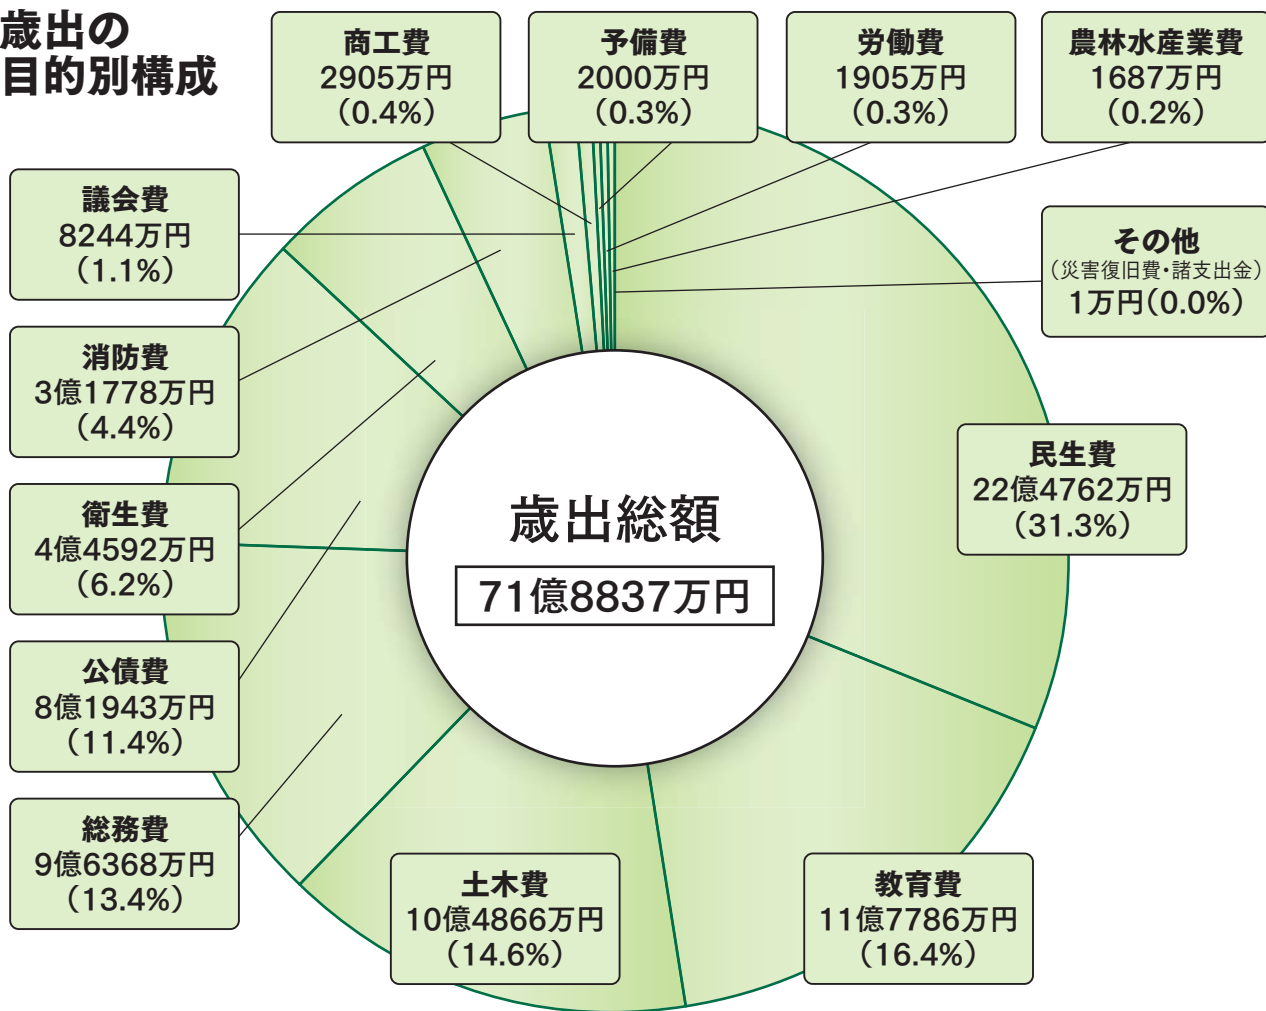 歳出の
目的別構成
商工費
2905万円
（0.4%）
予備費
2000万円
（0.3%）
労働費
1905万円
（0.3%）
農林水産業費
1687万円
（0.2%）
その他
（災害復旧費・諸支出金）
1万円（0.0%）
議会費
8244万円
（1.1%）
消防費
3億1778万円
（4.4%）
衛生費
4億4592万円
（6.2%）
公債費
8億1943万円
（11.4%）
総務費
9億6368万円
（13.4%）
土木費
10億4866万円
（14.6%）
教育費
11億7786万円
（16.4%）
民生費
22億4762万円
（31.3%）
歳出総額
71億8837万円